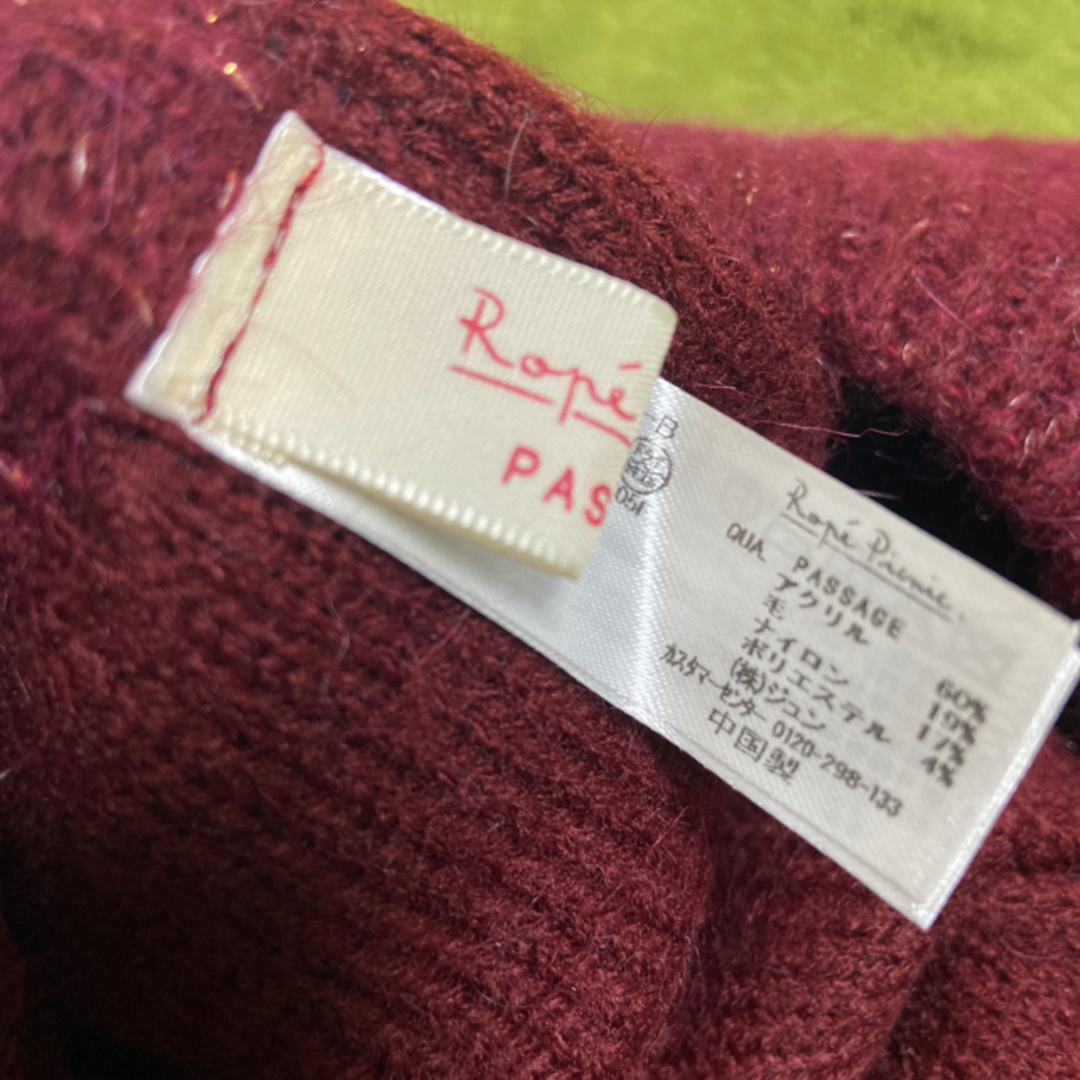 Ropé
PAS
B
051
Ropé Picnic.
PASSAGE
QUA.
アクリル 60%
毛 19%
ナイロン 17%
ポリエステル 4%
(株)ジュン
カスタマーセンター 0120-298-133
中国製